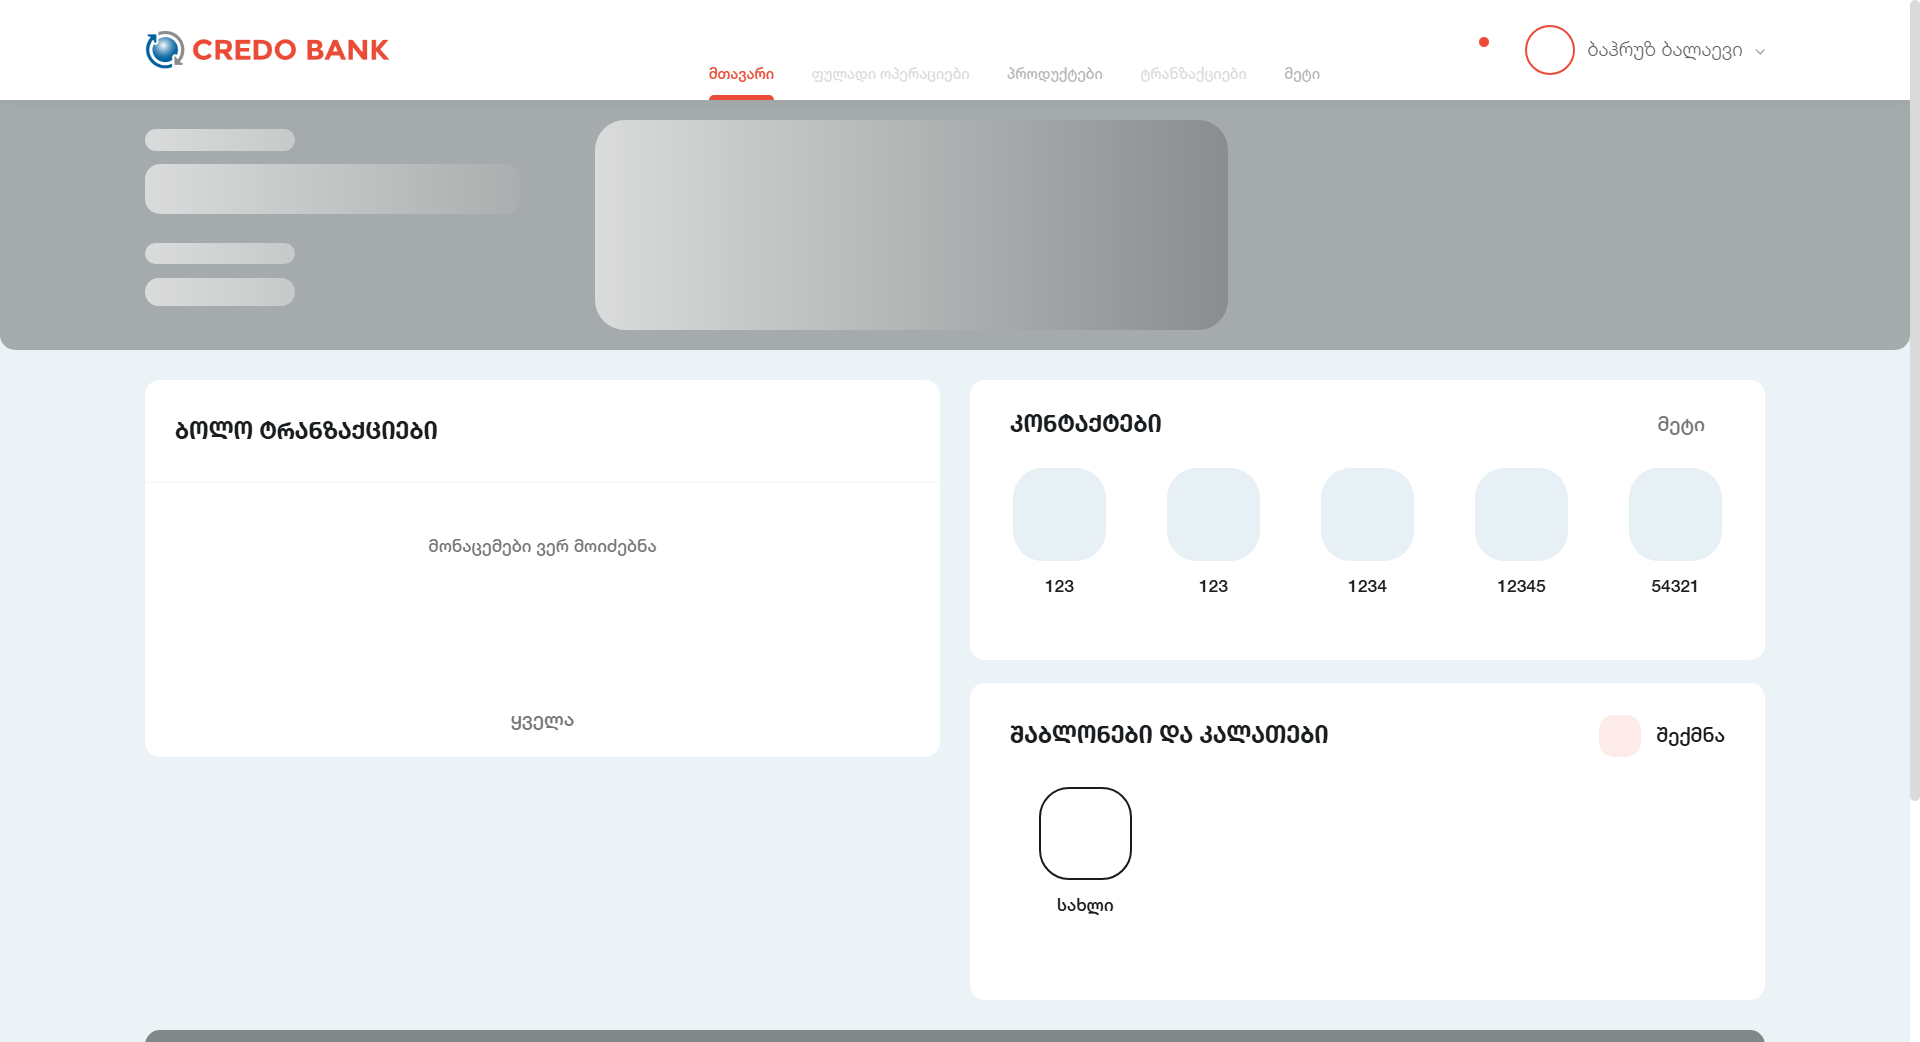 CREDO BANK
მთავარი
ფულადი ოპერაციები
პროდუქტები
ტრანზაქციები
მეტი
ბაჰრუზ ბალაევი
ბოლო ტრანზაქციები
მონაცემები ვერ მოიძებნა
ყველა
კონტაქტები
მეტი
123
123
1234
12345
54321
შაბლონები და კალათები
შექმნა
სახლი